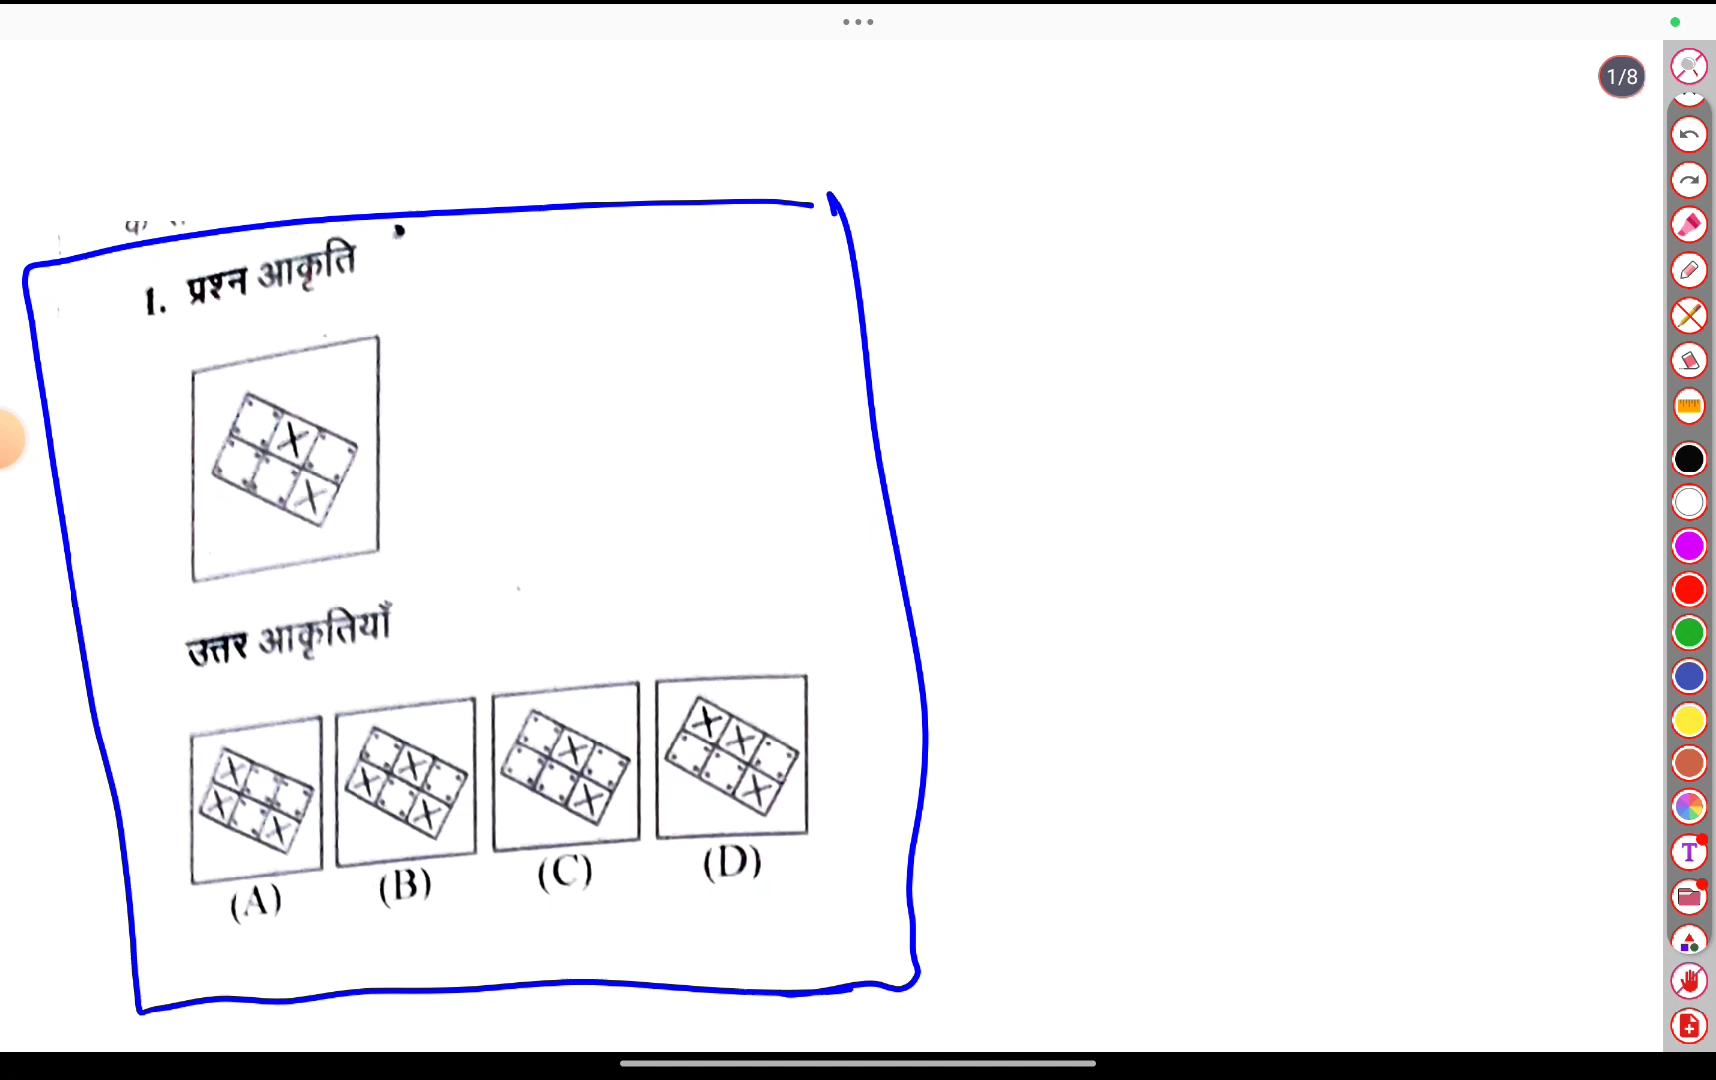 1/8
1. प्रश्न आकृति
X
X
उत्तर आकृतियाँ
X X X
X X X
X X
X X X
(A) (B) (C) (D)
T